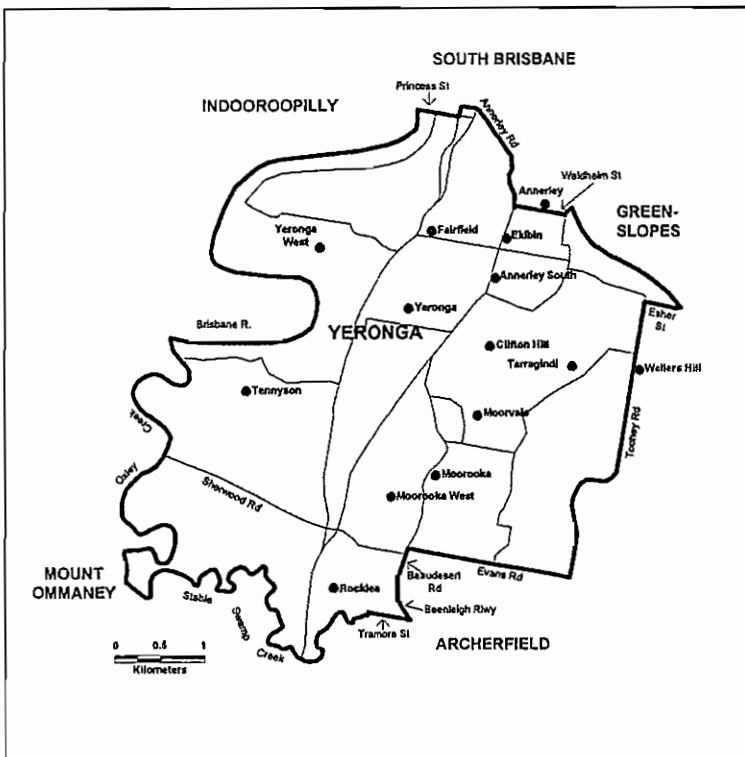 SOUTH BRISBANE
Princess St
INDOOROOPILLY
Annerley Rd
Waldheim St
Annerley
GREEN-
SLOPES
Fairfield
Ekibin
Yeronga
West
Annerley South
Yeronga
Esher
St
Brisbane R.
YERONGA
Clifton Hill
Tarragindi
Wellers Hill
Tennyson
Toohey Rd
Creek
Moorvale
Oxley
Moorooka
Sherwood Rd
Moorooka West
MOUNT
OMMANEY
Stable
Swamp
Creek
Rocklea
Beaudesert
Rd
Evans Rd
Beenleigh Rlwy
Tramore St
ARCHERFIELD
0 0.5 1
Kilometers